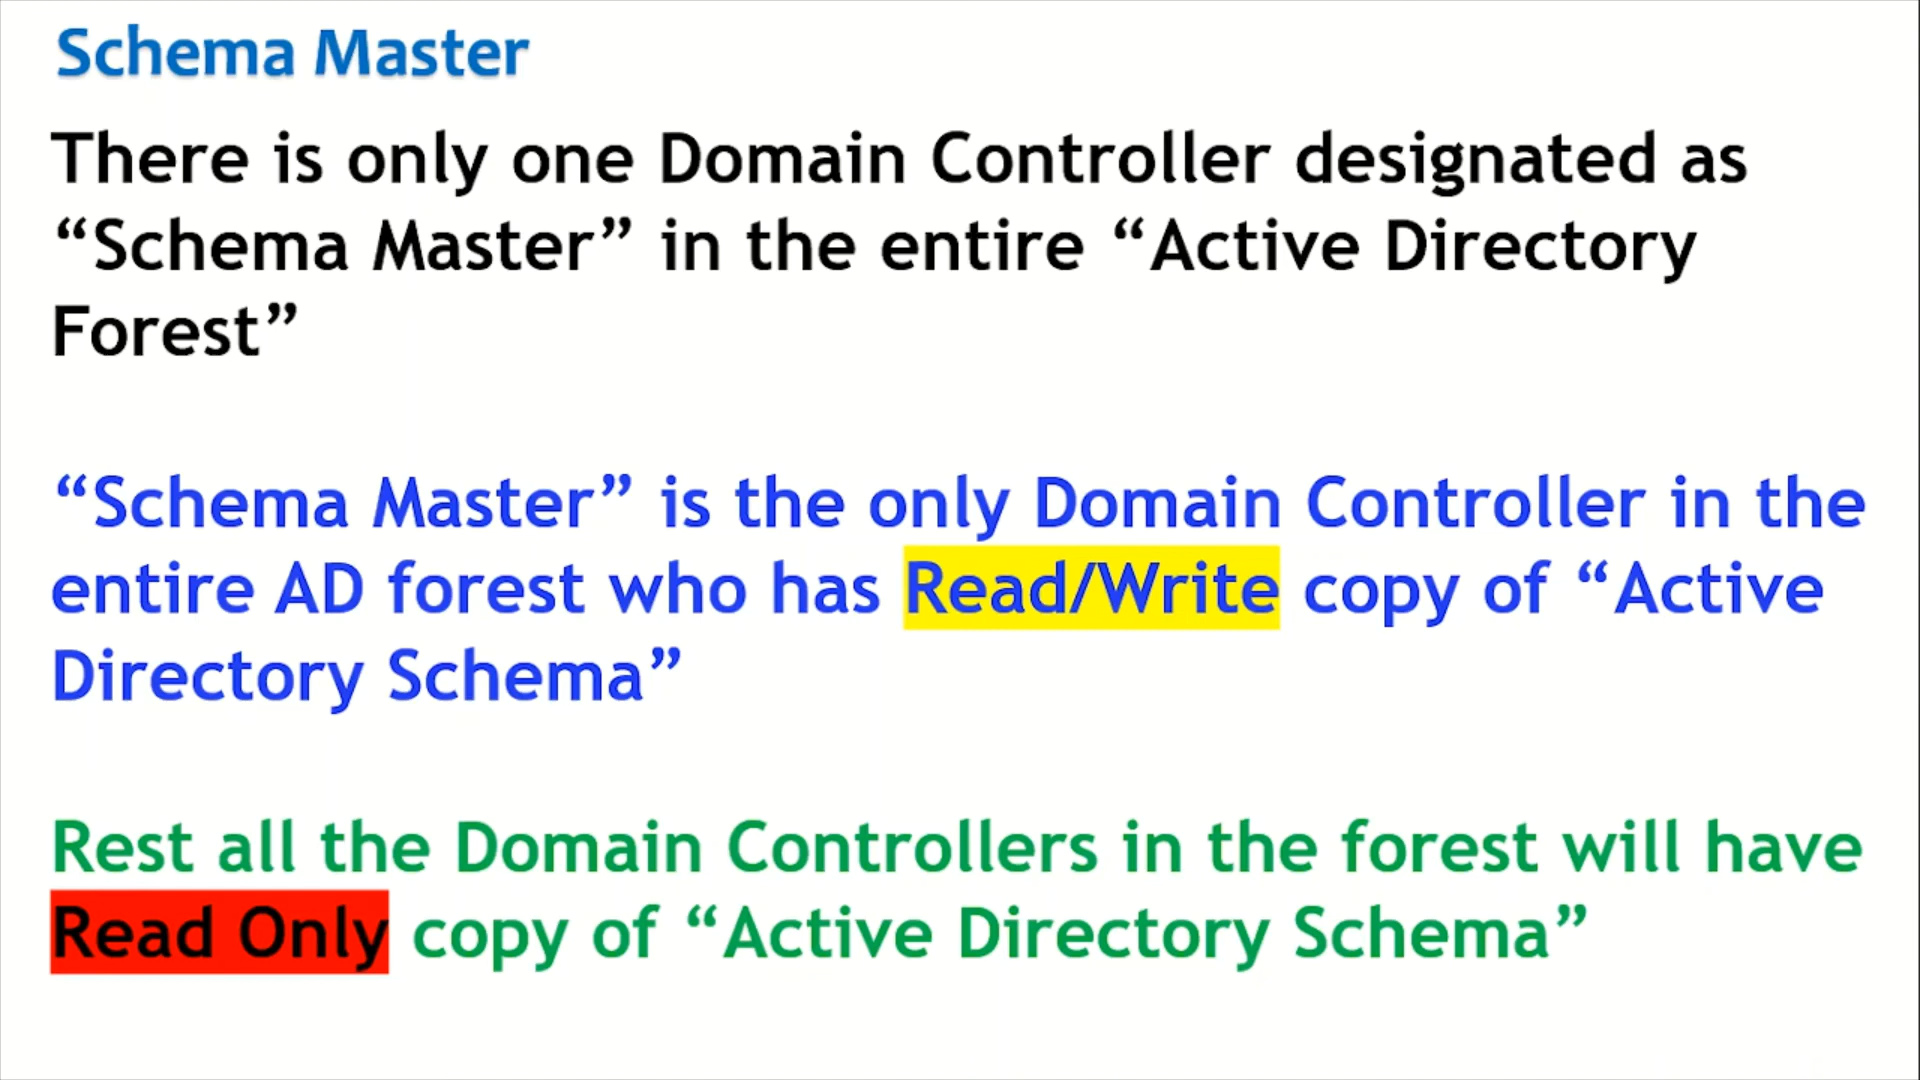 Schema Master
There is only one Domain Controller designated as
“Schema Master” in the entire “Active Directory
Forest”
“Schema Master” is the only Domain Controller in the
entire AD forest who has Read/Write copy of “Active
Directory Schema”
Rest all the Domain Controllers in the forest will have
Read Only copy of “Active Directory Schema”